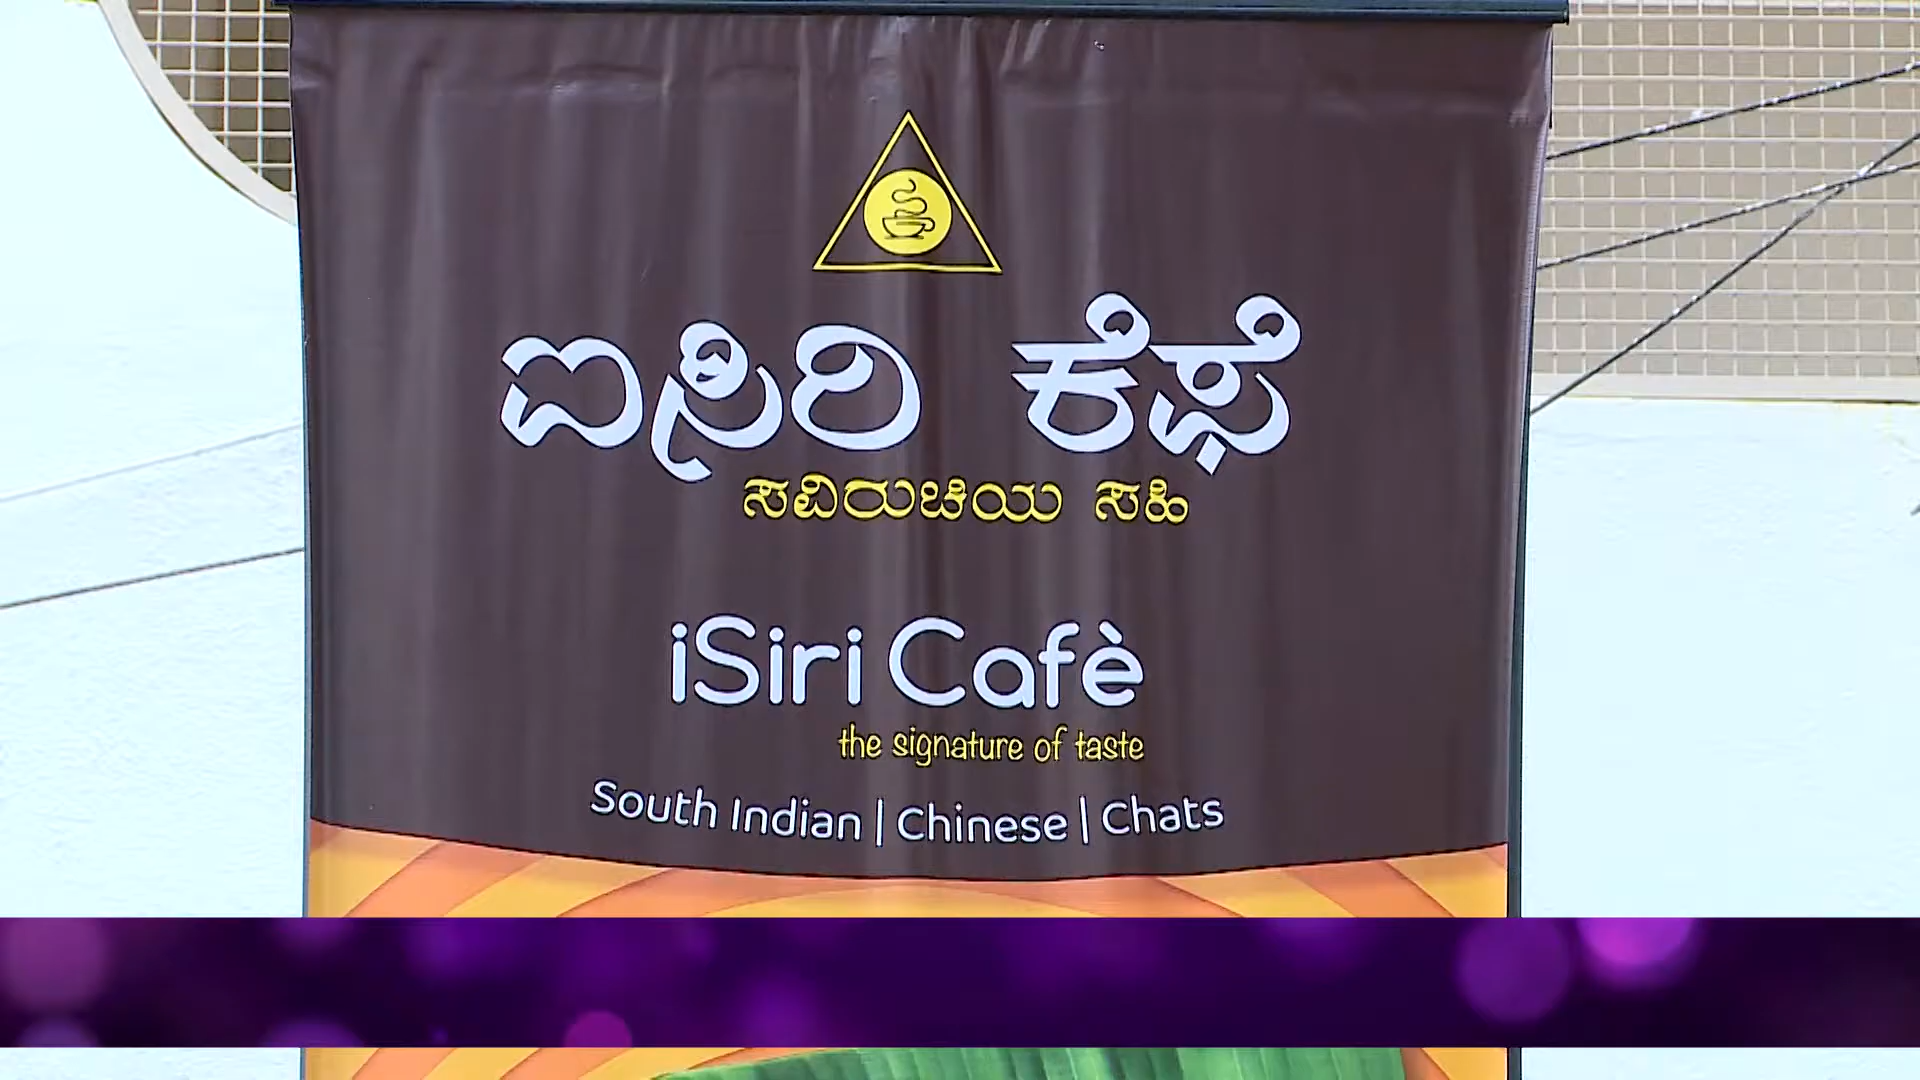 ಐಸಿರಿ ಕೆಫೆ
ಸವಿರುಚಿಯ ಸಹಿ
iSiri Cafè
the signature of taste
South Indian | Chinese | Chats